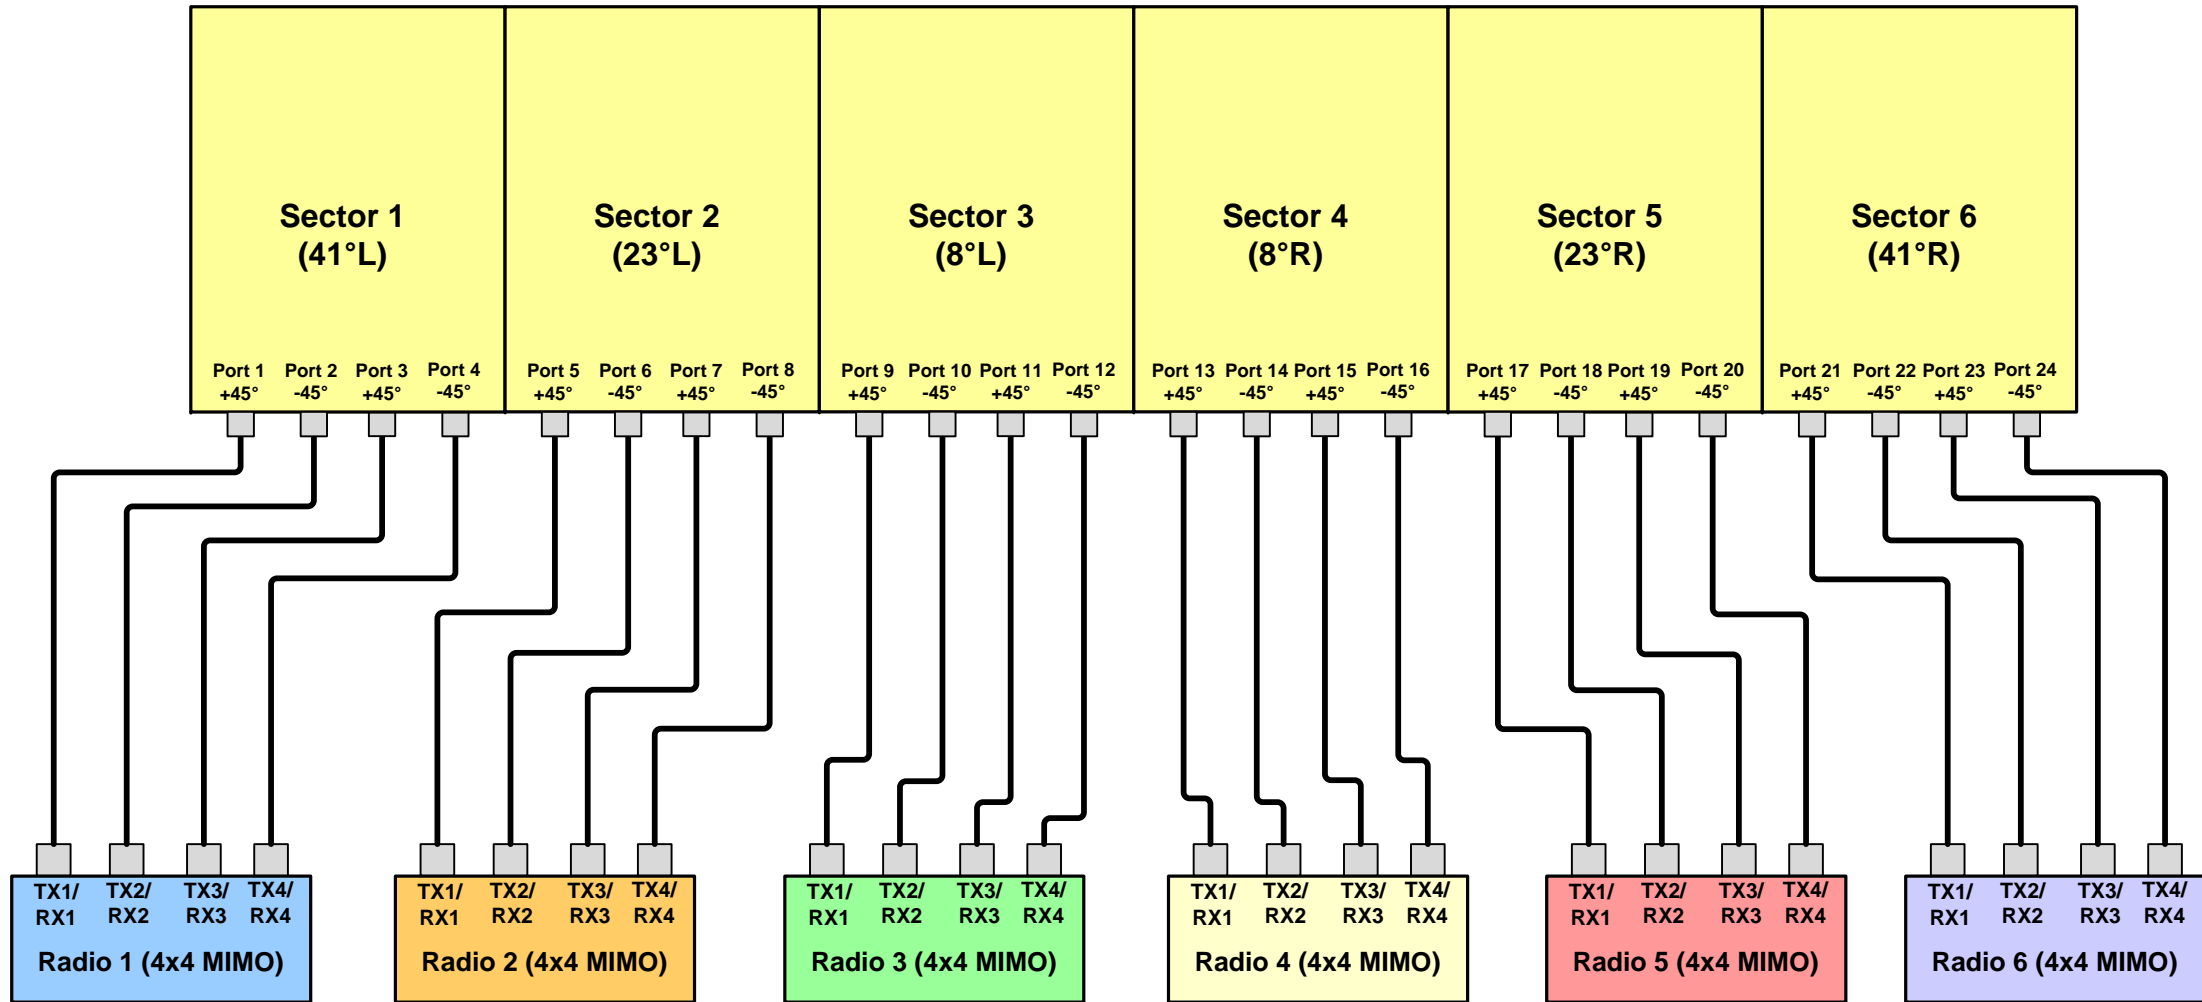 Sector 1
(41°L)
Sector 2
(23°L)
Sector 3
(8°L)
Sector 4
(8°R)
Sector 5
(23°R)
Sector 6
(41°R)
Port 1 Port 2 Port 3 Port 4
+45° -45° +45° -45°
Port 5 Port 6 Port 7 Port 8
+45° -45° +45° -45°
Port 9 Port 10 Port 11 Port 12
+45° -45° +45° -45°
Port 13 Port 14 Port 15 Port 16
+45° -45° +45° -45°
Port 17 Port 18 Port 19 Port 20
+45° -45° +45° -45°
Port 21 Port 22 Port 23 Port 24
+45° -45° +45° -45°
TX1/ TX2/ TX3/ TX4/
RX1 RX2 RX3 RX4
Radio 1 (4x4 MIMO)
TX1/ TX2/ TX3/ TX4/
RX1 RX2 RX3 RX4
Radio 2 (4x4 MIMO)
TX1/ TX2/ TX3/ TX4/
RX1 RX2 RX3 RX4
Radio 3 (4x4 MIMO)
TX1/ TX2/ TX3/ TX4/
RX1 RX2 RX3 RX4
Radio 4 (4x4 MIMO)
TX1/ TX2/ TX3/ TX4/
RX1 RX2 RX3 RX4
Radio 5 (4x4 MIMO)
TX1/ TX2/ TX3/ TX4/
RX1 RX2 RX3 RX4
Radio 6 (4x4 MIMO)